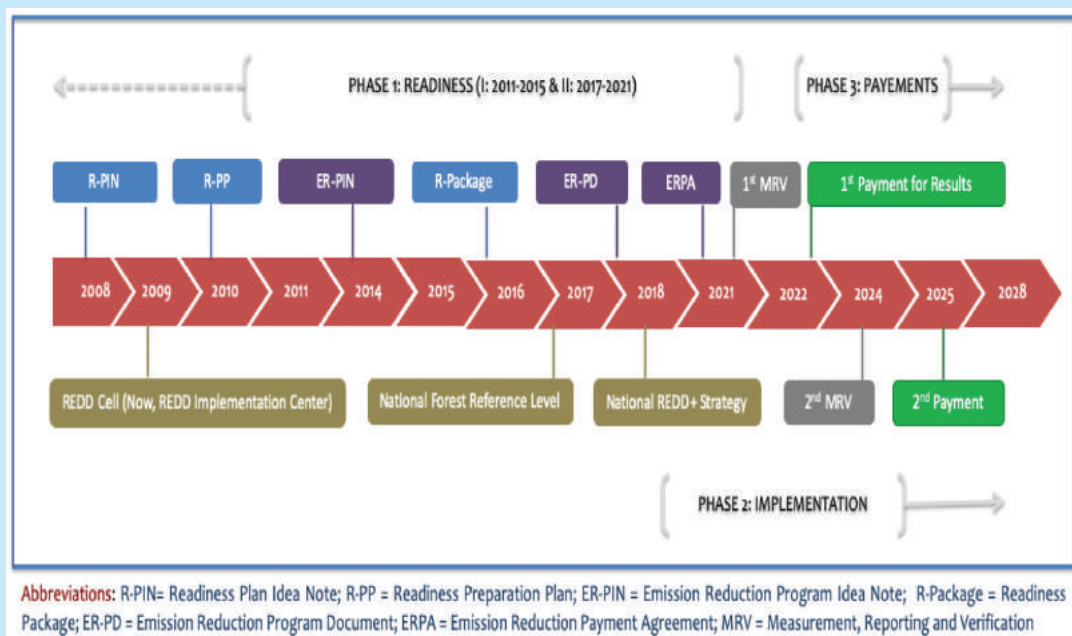 PHASE 1: READINESS (I: 2011-2015 & II: 2017-2021)
PHASE 3: PAYEMENTS
R-PIN
R-PP
ER-PIN
R-Package
ER-PD
ERPA
1st MRV
1st Payment for Results
2008
2009
2010
2011
2014
2015
2016
2017
2018
2021
2022
2024
2025
2028
REDD Cell (Now, REDD Implementation Center)
National Forest Reference Level
National REDD+ Strategy
2nd MRV
2nd Payment
PHASE 2: IMPLEMENTATION
Abbreviations: R-PIN= Readiness Plan Idea Note; R-PP = Readiness Preparation Plan; ER-PIN = Emission Reduction Program Idea Note; R-Package = Readiness
Package; ER-PD = Emission Reduction Program Document; ERPA = Emission Reduction Payment Agreement; MRV = Measurement, Reporting and Verification